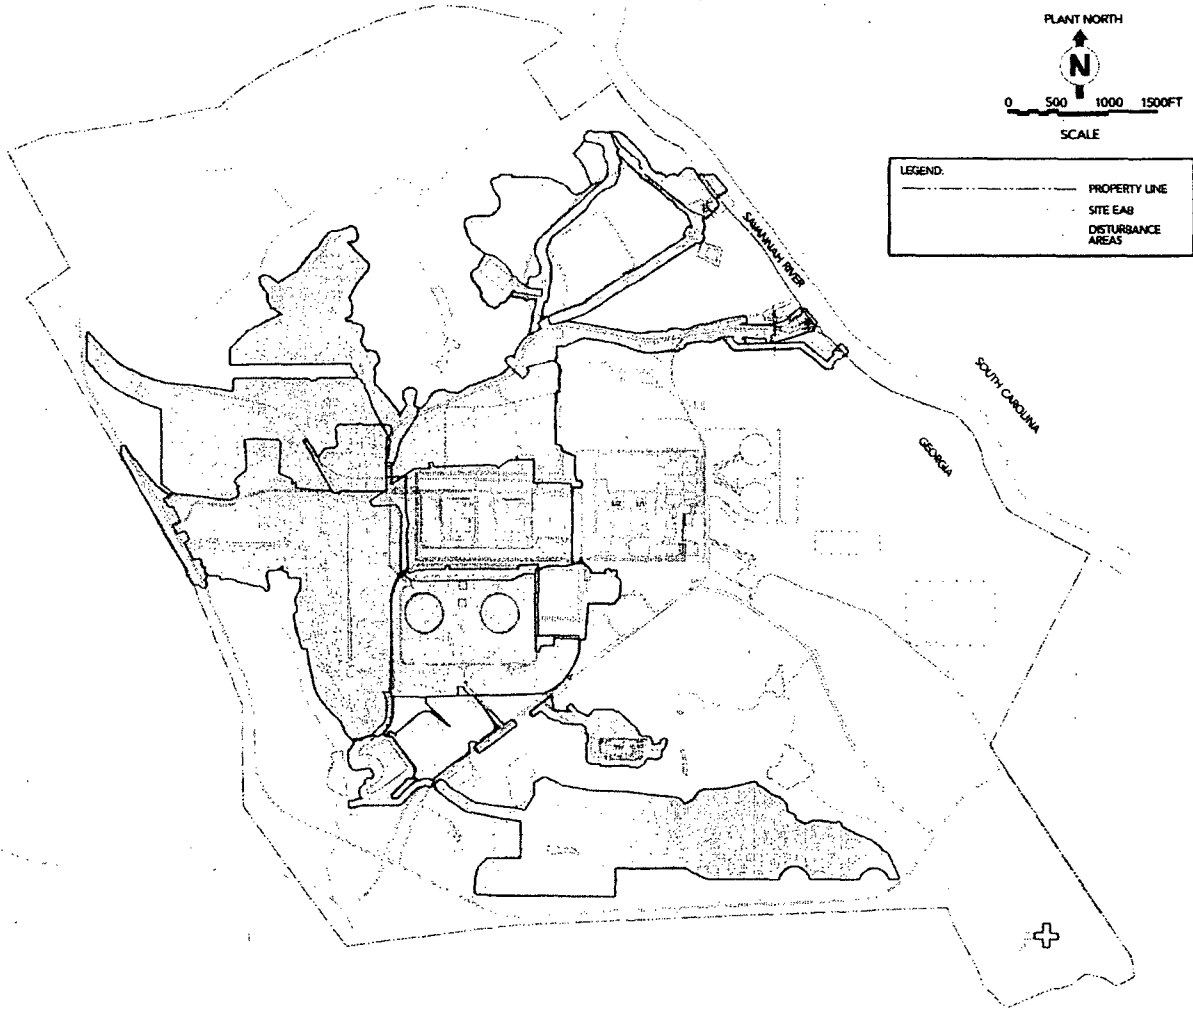 PLANT NORTH
N
0 500 1000 1500FT
SCALE
LEGEND:
PROPERTY LINE
SITE EAB
DISTURBANCE
AREAS
SAVANNAH RIVER
SOUTH CAROLINA
GEORGIA